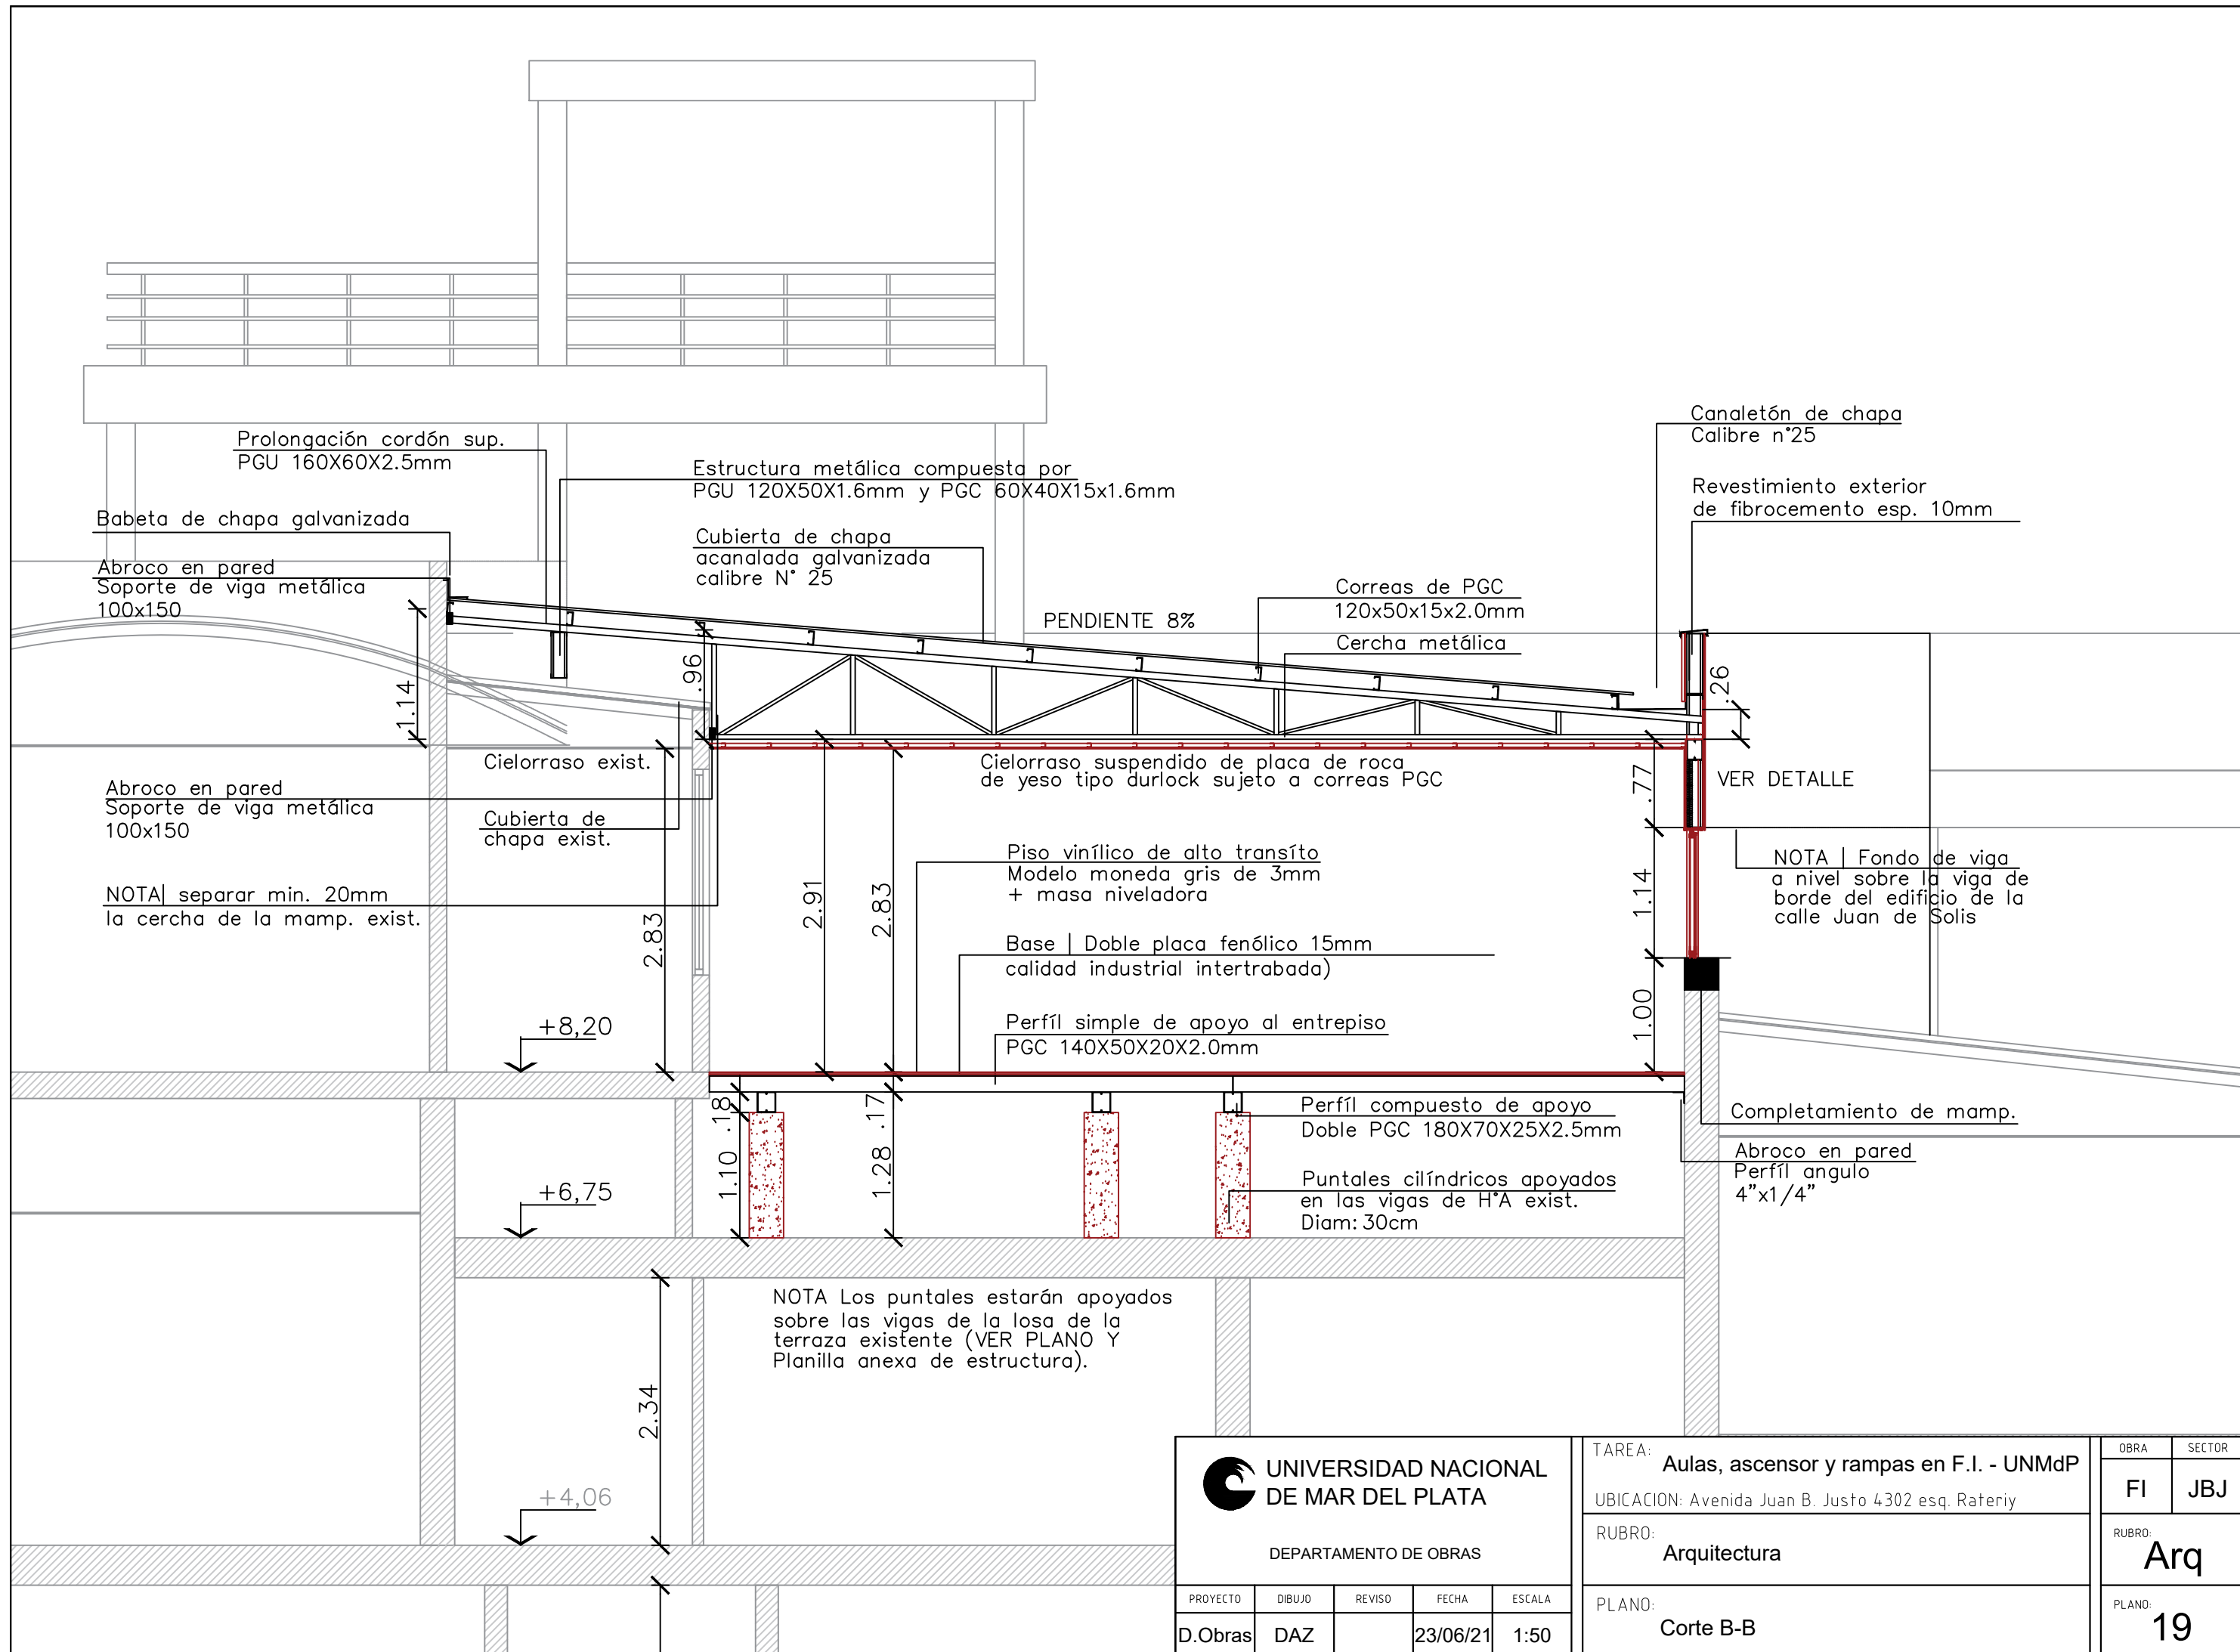 Prolongación cordón sup.
PGU 160X60X2.5mm
Estructura metálica compuesta por
PGU 120X50X1.6mm y PGC 60X40X15x1.6mm
Babeta de chapa galvanizada
Abroco en pared
Soporte de viga metálica
100x150
Cubierta de chapa
acanalada galvanizada
calibre N° 25
PENDIENTE 8%
Correas de PGC
120x50x15x2.0mm
Cercha metálica
Canaletón de chapa
Calibre n°25
Revestimiento exterior
de fibrocemento esp. 10mm
1.14
.96
.26
Cielorraso exist.
Cielorraso suspendido de placa de roca
de yeso tipo durlock sujeto a correas PGC
.77
VER DETALLE
Abroco en pared
Soporte de viga metálica
100x150
Cubierta de
chapa exist.
NOTA| separar min. 20mm
la cercha de la mamp. exist.
2.83
2.91
2.83
Piso vinílico de alto transíto
Modelo moneda gris de 3mm
+ masa niveladora
1.14
NOTA | Fondo de viga
a nivel sobre la viga de
borde del edificio de la
calle Juan de Solis
Base | Doble placa fenólico 15mm
calidad industrial intertrabada)
Perfíl simple de apoyo al entrepiso
PGC 140X50X20X2.0mm
1.00
+8,20
.18
.17
1.10
1.28
Perfíl compuesto de apoyo
Doble PGC 180X70X25X2.5mm
Completamiento de mamp.
Abroco en pared
Perfíl angulo
4"x1/4"
Puntales cilíndricos apoyados
en las vigas de H°A exist.
Diam: 30cm
+6,75
NOTA Los puntales estarán apoyados
sobre las vigas de la losa de la
terraza existente (VER PLANO Y
Planilla anexa de estructura).
2.34
+4,06
UNIVERSIDAD NACIONAL
DE MAR DEL PLATA
DEPARTAMENTO DE OBRAS
PROYECTO DIBUJO REVISO FECHA ESCALA
D.Obras DAZ 23/06/21 1:50
TAREA: Aulas, ascensor y rampas en F.I. - UNMdP
UBICACION: Avenida Juan B. Justo 4302 esq. Rateriy
RUBRO: Arquitectura
PLANO: Corte B-B
OBRA SECTOR
FI JBJ
RUBRO:
Arq
PLANO:
19